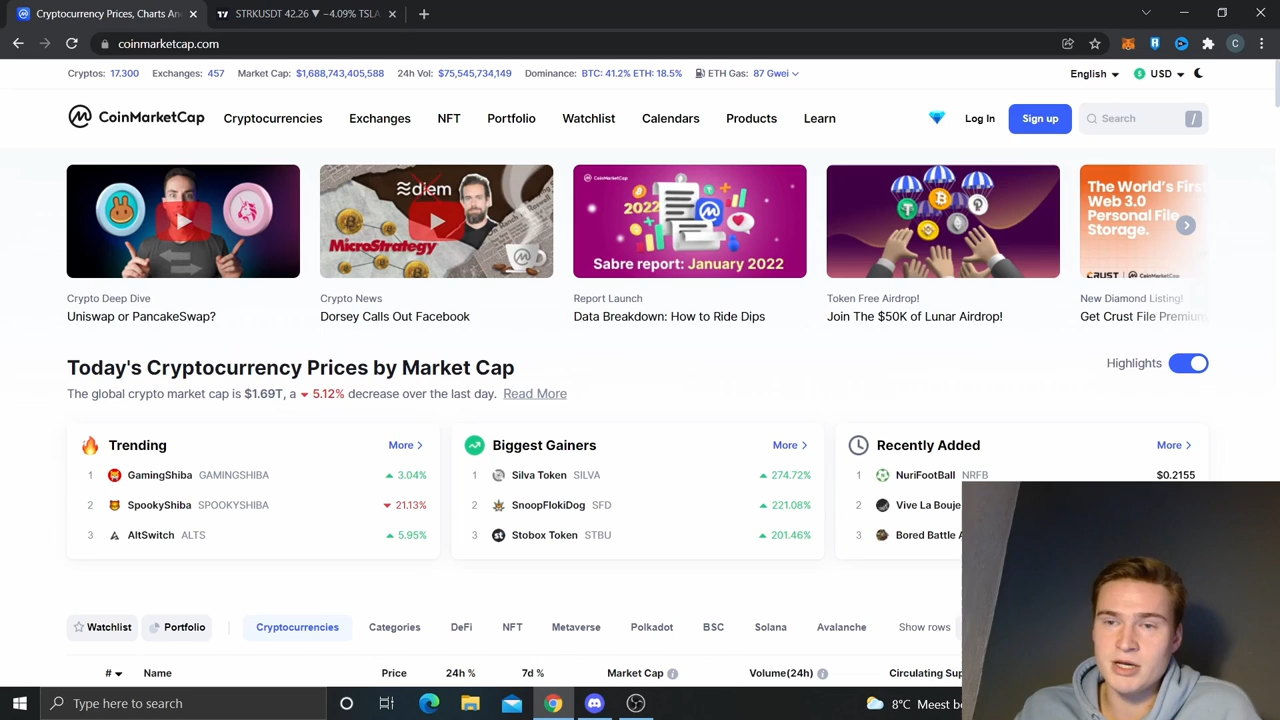 Cryptocurrency Prices, Charts An
STRKUSDT 42.26 ▼ −4.09% TSLA
coinmarketcap.com
C
Cryptos: 17.300 Exchanges: 457 Market Cap: $1,688,743,405,588 24h Vol: $75,545,734,149 Dominance: BTC: 41.2% ETH: 18.5% ETH Gas: 87 Gwei
English USD
CoinMarketCap Cryptocurrencies Exchanges NFT Portfolio Watchlist Calendars Products Learn Log In Sign up Search /
diem
MicroStrategy
CoinMarketCap
2022
Sabre report: January 2022
The World's First
Web 3.0
Personal File
Storage.
CRUST CoinMarketCap
Crypto Deep Dive
Uniswap or PancakeSwap?
Crypto News
Dorsey Calls Out Facebook
Report Launch
Data Breakdown: How to Ride Dips
Token Free Airdrop!
Join The $50K of Lunar Airdrop!
New Diamond Listing!
Get Crust File Premium
Today's Cryptocurrency Prices by Market Cap
Highlights
The global crypto market cap is $1.69T, a ▼ 5.12% decrease over the last day. Read More
Trending More
1 GamingShiba GAMINGSHIBA ▲ 3.04%
2 SpookyShiba SPOOKYSHIBA ▼ 21.13%
3 AltSwitch ALTS ▲ 5.95%
Biggest Gainers More
1 Silva Token SILVA ▲ 274.72%
2 SnoopFlokiDog SFD ▲ 221.08%
3 Stobox Token STBU ▲ 201.46%
Recently Added More
1 NuriFootBall NRFB $0.2155
2 Vive La Bouje
3 Bored Battle A
Watchlist Portfolio Cryptocurrencies Categories DeFi NFT Metaverse Polkadot BSC Solana Avalanche Show rows
# Name Price 24h % 7d % Market Cap Volume(24h) Circulating Sup
Type here to search
8°C Meest be